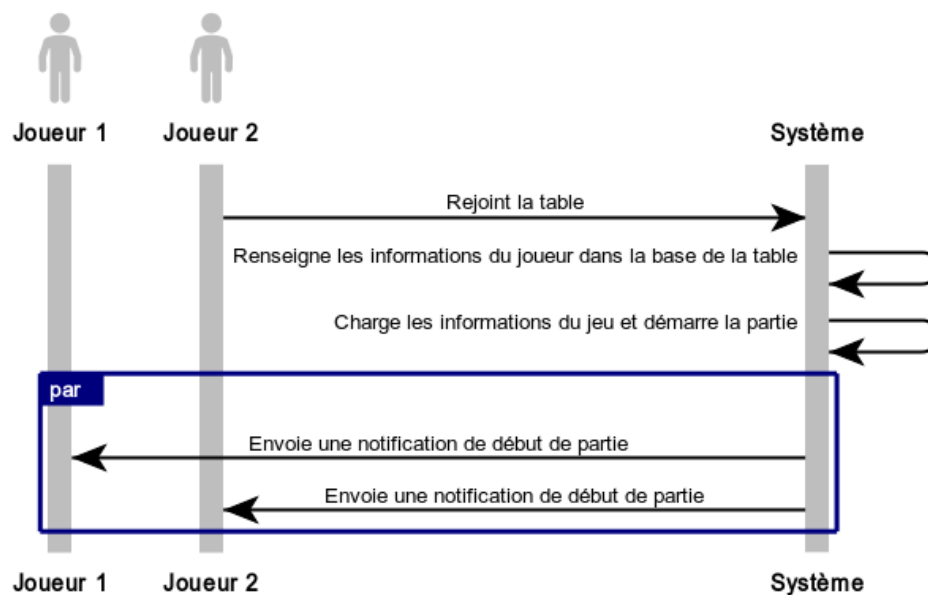 Joueur 1
Joueur 2
Système
Rejoint la table
Renseigne les informations du joueur dans la base de la table
Charge les informations du jeu et démarre la partie
par
Envoie une notification de début de partie
Envoie une notification de début de partie
Joueur 1
Joueur 2
Système